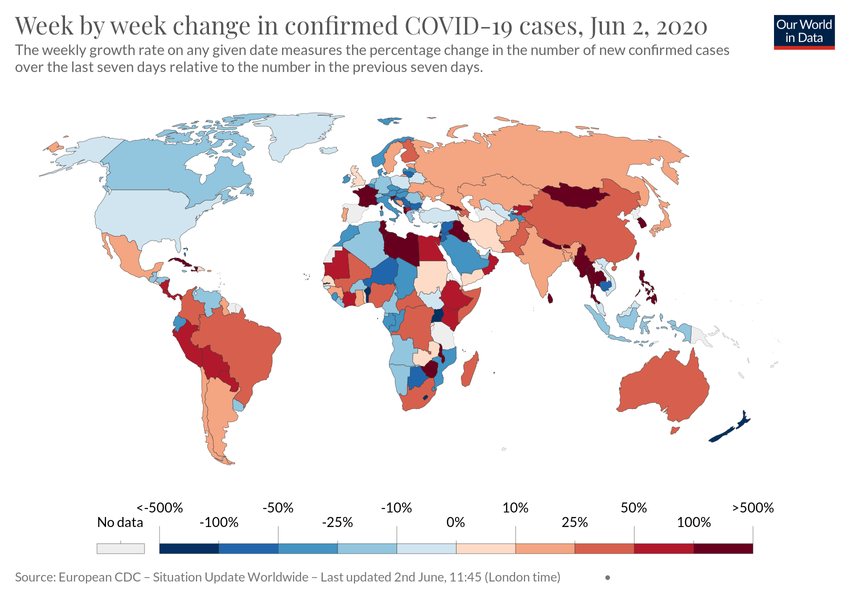 Week by week change in confirmed COVID-19 cases, Jun 2, 2020
Our World
in Data
The weekly growth rate on any given date measures the percentage change in the number of new confirmed cases
over the last seven days relative to the number in the previous seven days.
<-500% -50% -10% 10% 50% >500%
No data -100% -25% 0% 25% 100%
Source: European CDC – Situation Update Worldwide – Last updated 2nd June, 11:45 (London time) •